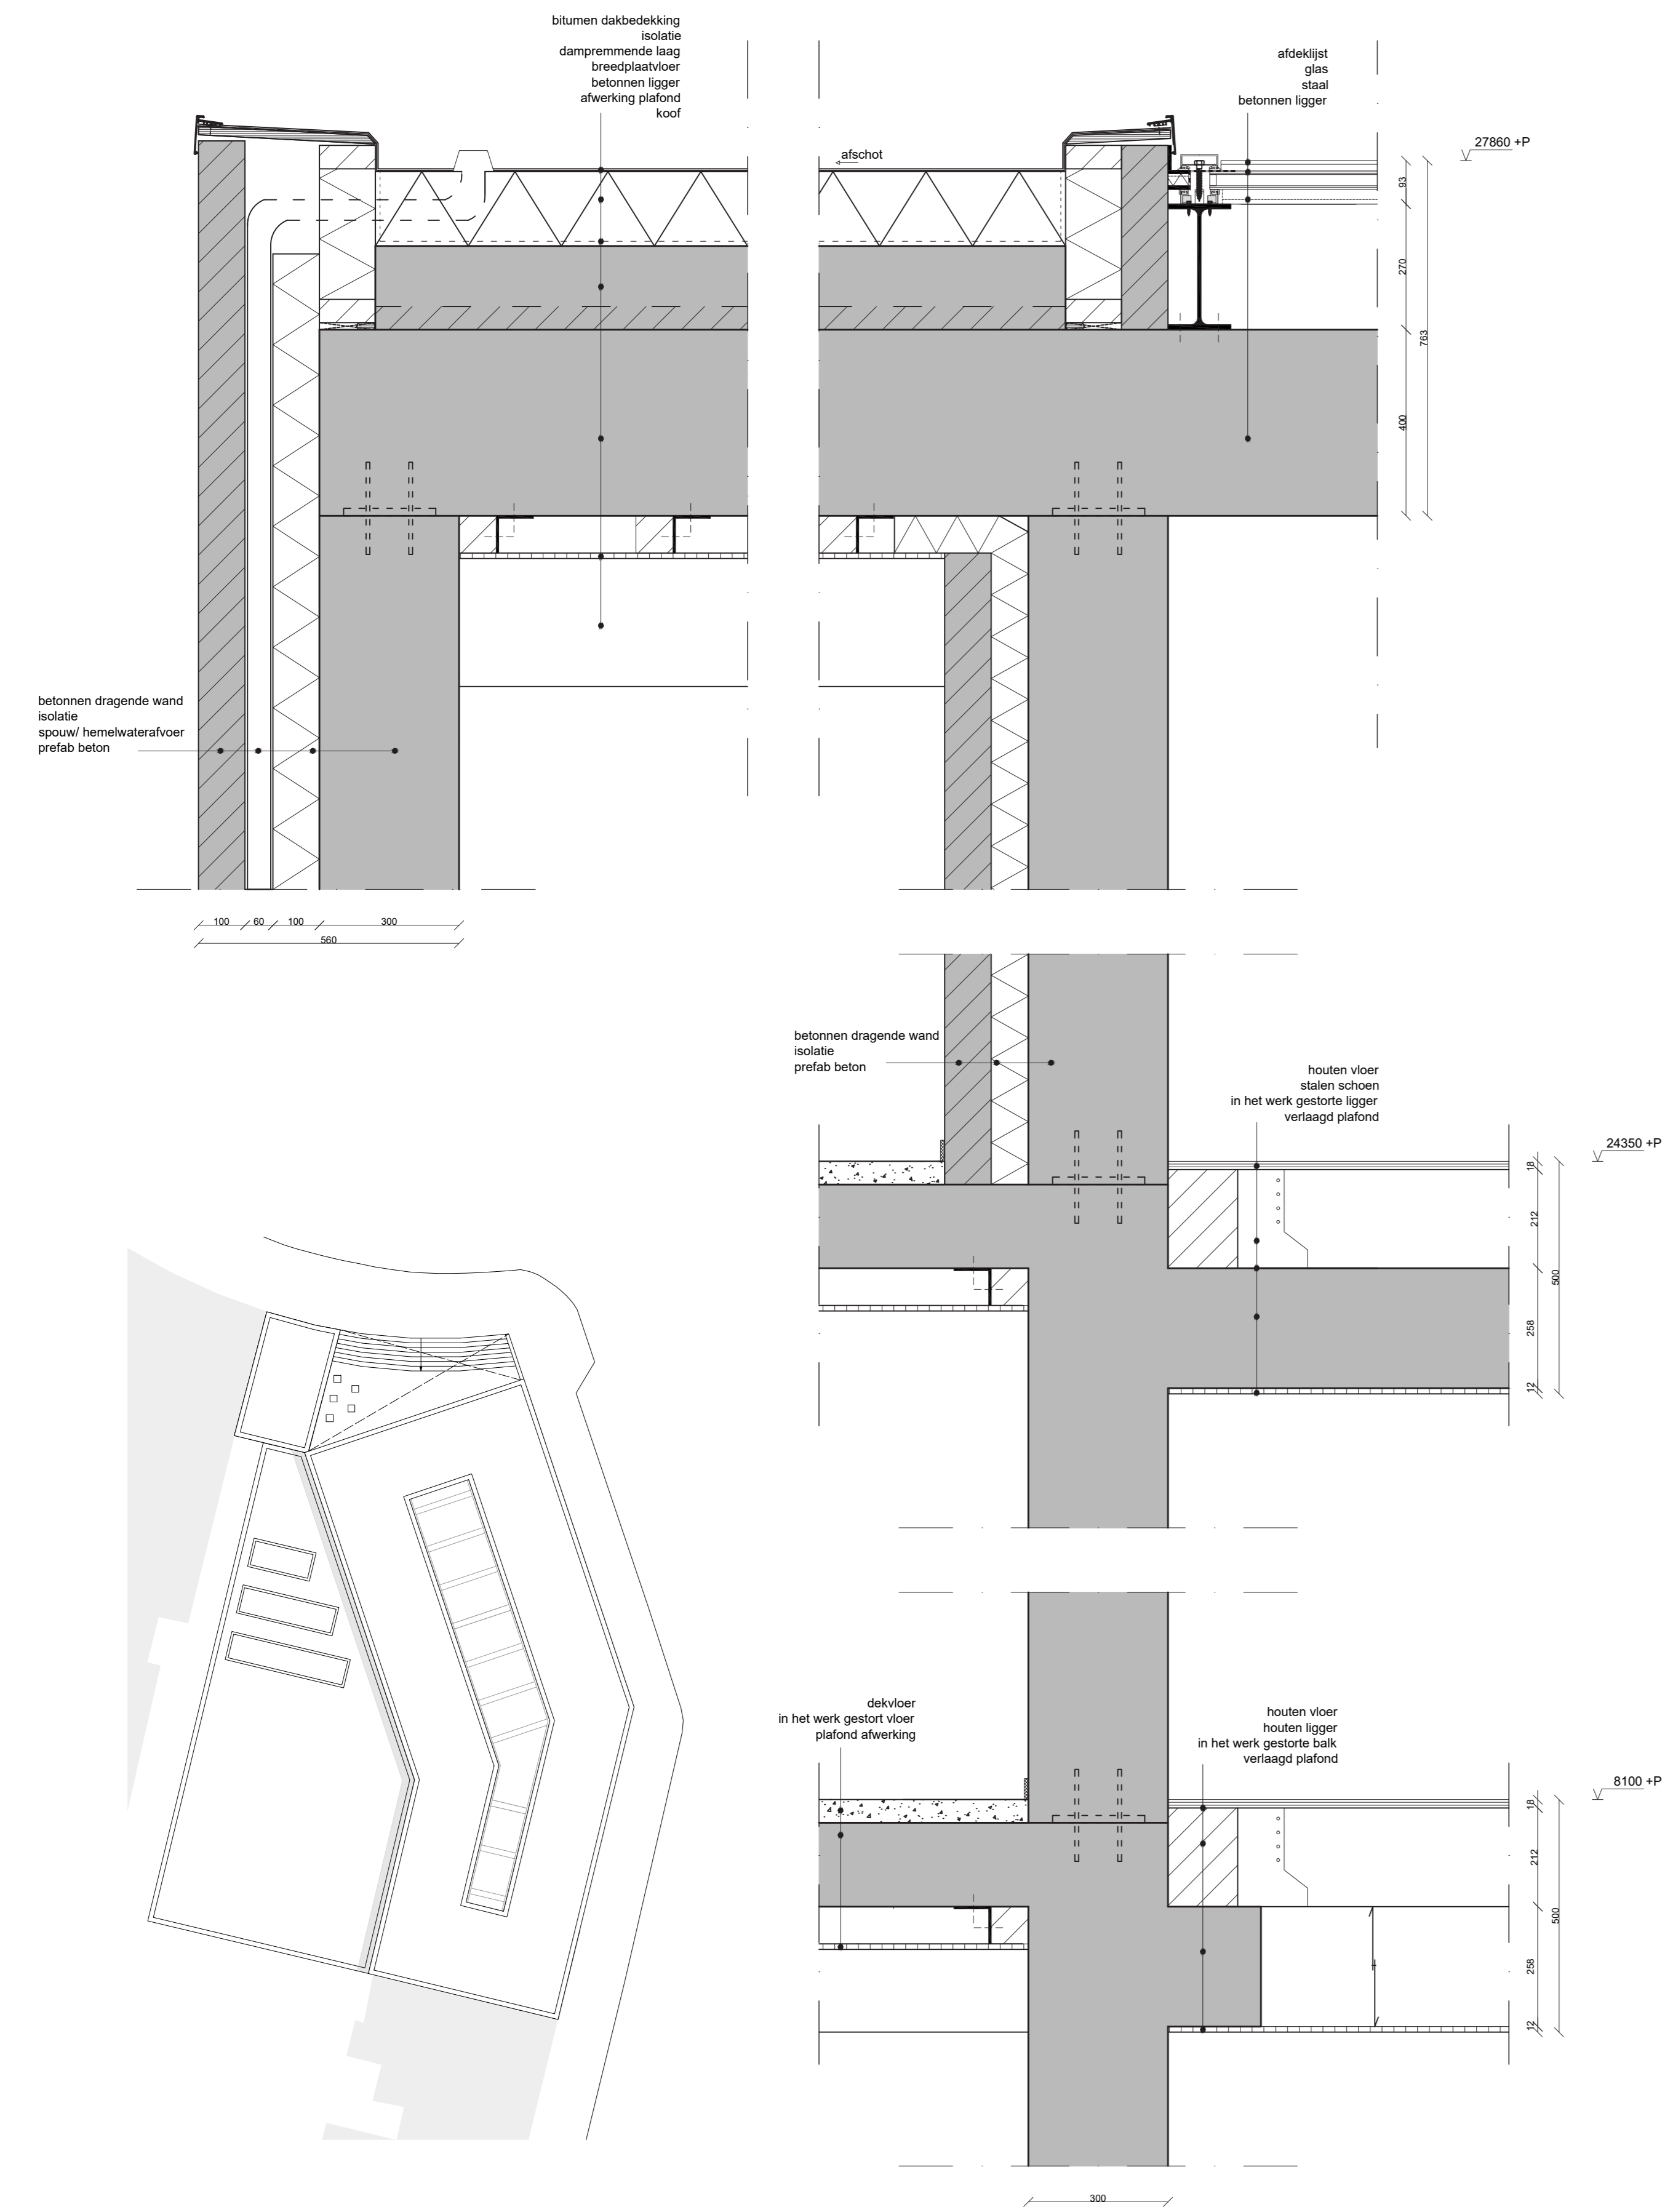 bitumen dakbedekking
isolatie
dampremmende laag
breedplaatvloer
betonnen ligger
afwerking plafond
koof
afdeklijst
glas
staal
betonnen ligger
27860 +P
afschot
93
270
763
400
betonnen dragende wand
isolatie
spouw/ hemelwaterafvoer
prefab beton
100 60 100 300
560
betonnen dragende wand
isolatie
prefab beton
houten vloer
stalen schoen
in het werk gestorte ligger
verlaagd plafond
24350 +P
18
212
500
258
12
dekvloer
in het werk gestort vloer
plafond afwerking
houten vloer
houten ligger
in het werk gestorte balk
verlaagd plafond
8100 +P
18
212
500
258
12
300